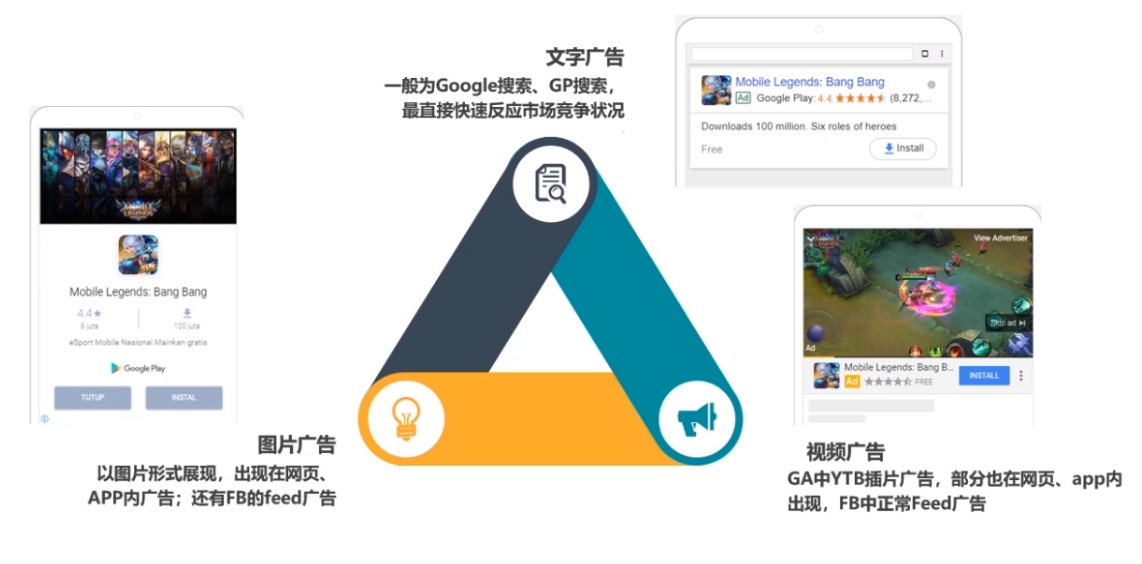 文字广告
一般为Google搜索、GP搜索，
最直接快速反应市场竞争状况
Mobile Legends: Bang Bang
Ad Google Play: 4.4 (8,272,...
Downloads 100 million. Six roles of heroes
Free
Install
MOBILE
LEGENDS
Mobile Legends: Bang Bang
4.4★
6 juta
100 juta
eSport Mobile Nasional Mainkan gratis
Google Play
TUTUP
INSTAL
图片广告
以图片形式展现，出现在网页、
APP内广告；还有FB的feed广告
View Advertiser
Skip ad
Ad
Mobile Legends: Bang B...
Ad FREE
INSTALL
视频广告
GA中YTB插片广告，部分也在网页、app内
出现，FB中正常Feed广告